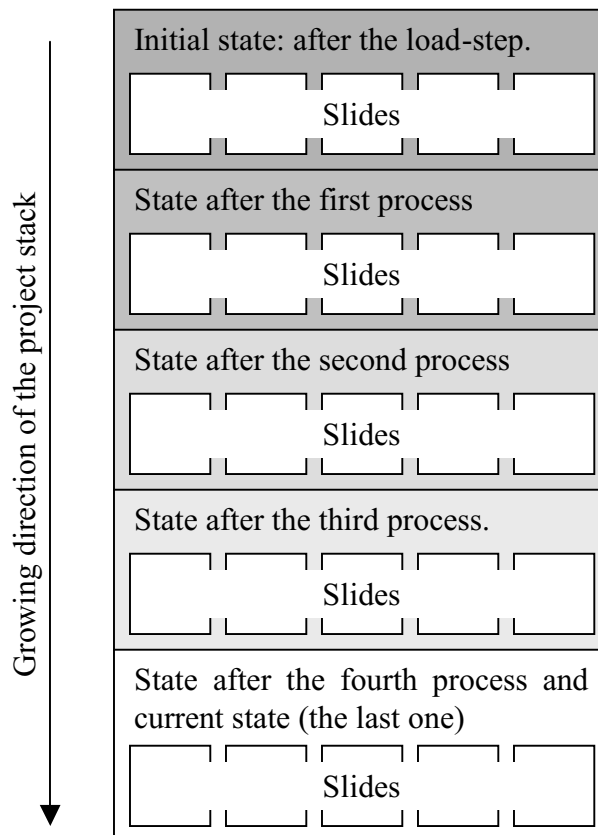 Growing direction of the project stack
Initial state: after the load-step.
Slides
State after the first process
Slides
State after the second process
Slides
State after the third process.
Slides
State after the fourth process and
current state (the last one)
Slides